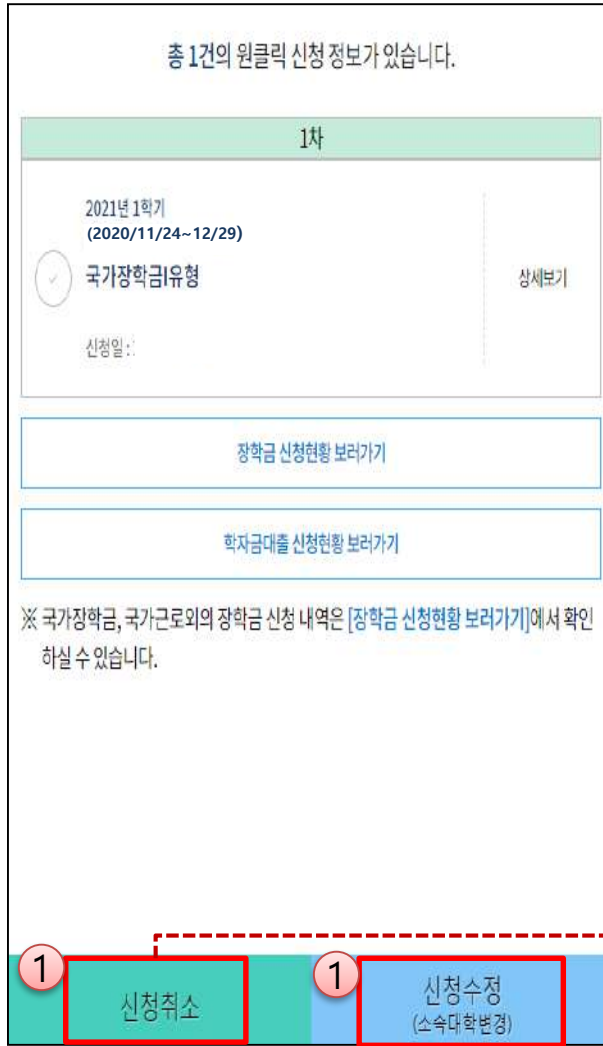 총 1건의 원클릭 신청 정보가 있습니다.
1차
2021년 1학기
(2020/11/24~12/29)
국가장학금I유형
상세보기
신청일 :
장학금 신청현황 보러가기
학자금대출 신청현황 보러가기
※ 국가장학금, 국가근로외의 장학금 신청 내역은 [장학금 신청현황 보러가기]에서 확인
하실 수 있습니다.
1
신청취소
1
신청수정
(소속대학변경)